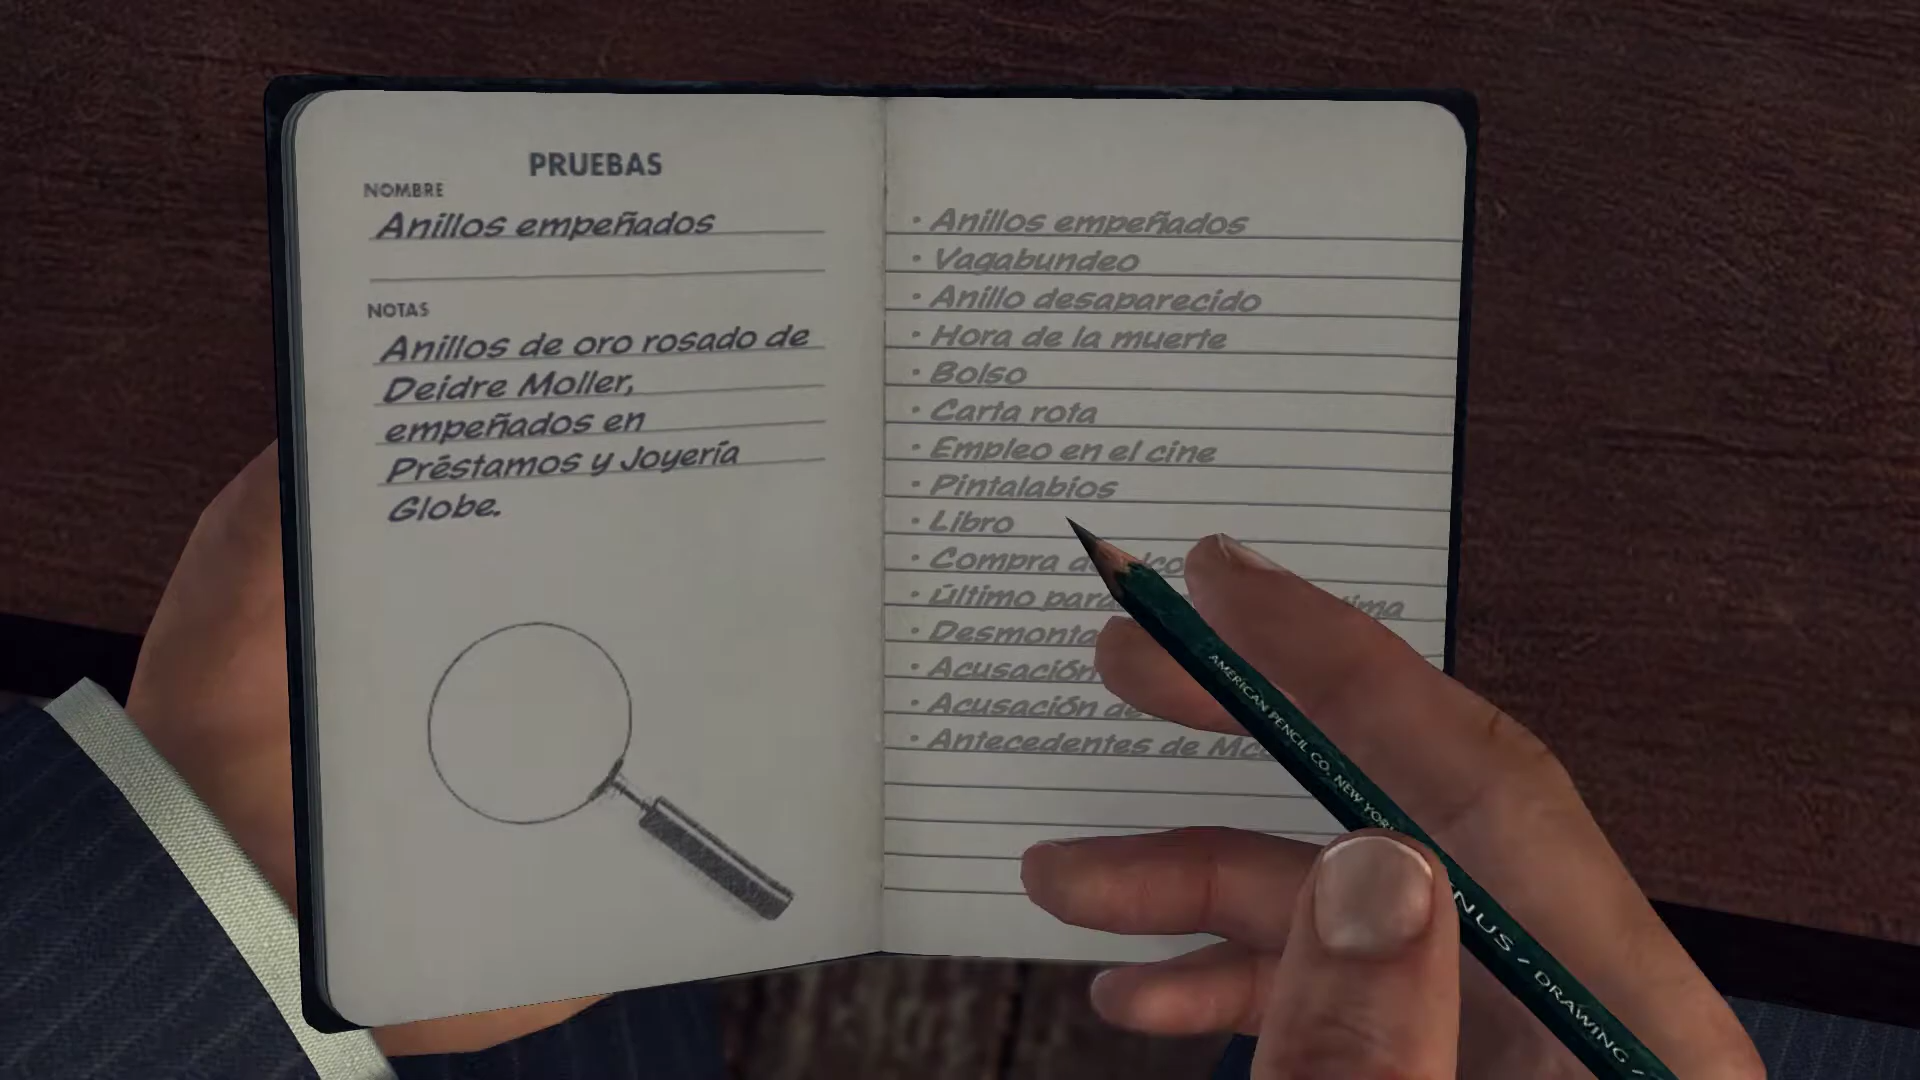 PRUEBAS
NOMBRE
Anillos empeñados
NOTAS
Anillos de oro rosado de
Deidre Moller,
empeñados en
Préstamos y Joyería
Globe.
• Anillos empeñados
• Vagabundeo
• Anillo desaparecido
• Hora de la muerte
• Bolso
• Carta rota
• Empleo en el cine
• Pintalabios
• Libro
• Compra
• Último
•
• Acusación
• Acusación de
• Antecedentes de
AMERICAN PENCIL CO. NEW YORK
/ DRAWING /